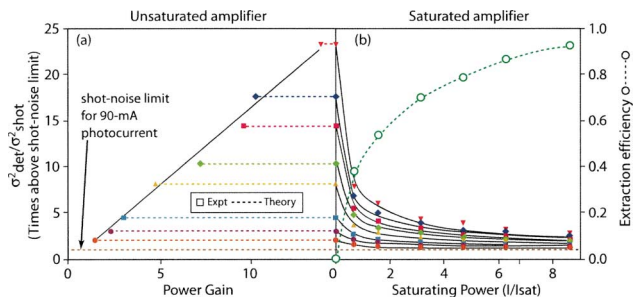 Unsaturated amplifier
Saturated amplifier
(a)
(b)
25
20
15
10
5
0
σ²det/σ²shot
(Times above shot-noise limit)
shot-noise limit
for 90-mA
photocurrent
Expt ------ Theory
0
5
10
Power Gain
0
2
4
6
8
Saturating Power (I/Isat)
1.0
0.8
0.6
0.4
0.2
0.0
Extraction efficiency